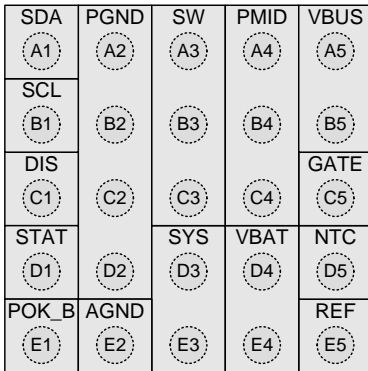 SDA PGND SW PMID VBUS
A1 A2 A3 A4 A5
SCL
B1 B2 B3 B4 B5
DIS GATE
C1 C2 C3 C4 C5
STAT SYS VBAT NTC
D1 D2 D3 D4 D5
POK_B AGND REF
E1 E2 E3 E4 E5